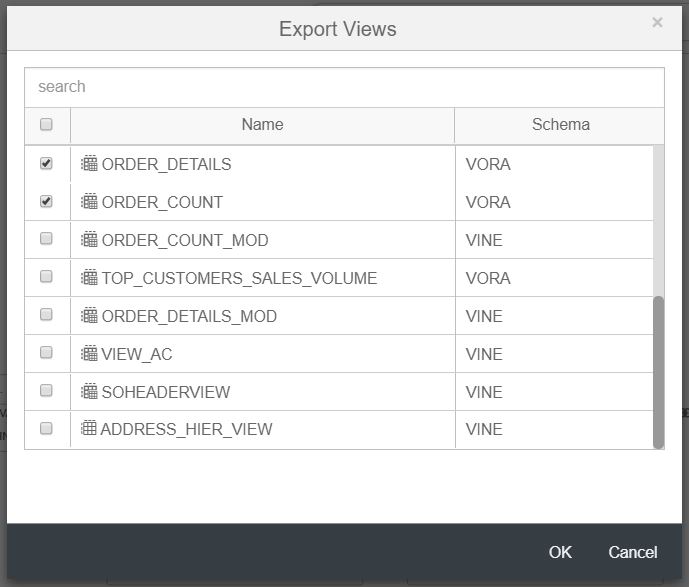 Export Views
×
search
Name Schema
ORDER_DETAILS VORA
ORDER_COUNT VORA
ORDER_COUNT_MOD VINE
TOP_CUSTOMERS_SALES_VOLUME VORA
ORDER_DETAILS_MOD VINE
VIEW_AC VINE
SOHEADERVIEW VINE
ADDRESS_HIER_VIEW VINE
OK Cancel